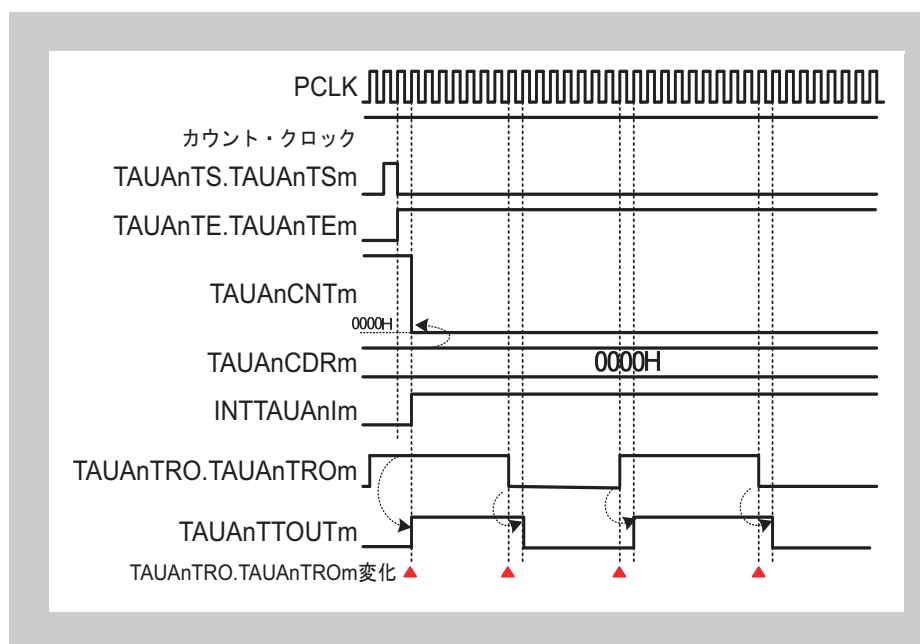 PCLK
カウント・クロック
TAUAnTS.TAUAnTSm
TAUAnTE.TAUAnTEm
TAUAnCNTm
0000H
TAUAnCDRm
0000H
INTTAUAnIm
TAUAnTRO.TAUAnTROm
TAUAnTTOUTm
TAUAnTRO.TAUAnTROm変化